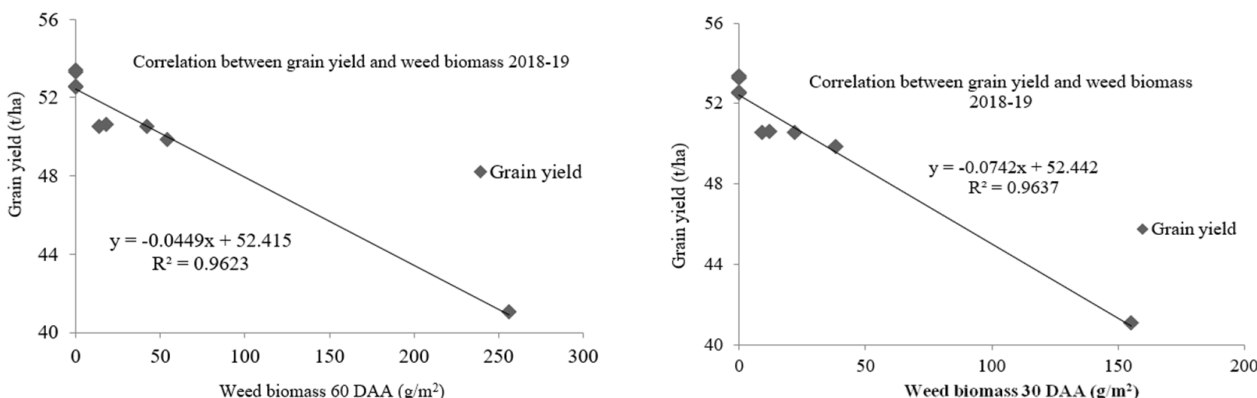 56
52
48
44
40
Grain yield (t/ha)
Correlation between grain yield and weed biomass 2018-19
Grain yield
y = -0.0449x + 52.415
R² = 0.9623
0 50 100 150 200 250 300
Weed biomass 60 DAA (g/m²)
56
52
48
44
40
Grain yield (t/ha)
Correlation between grain yield and weed biomass
2018-19
y = -0.0742x + 52.442
R² = 0.9637
Grain yield
0 50 100 150 200
Weed biomass 30 DAA (g/m²)